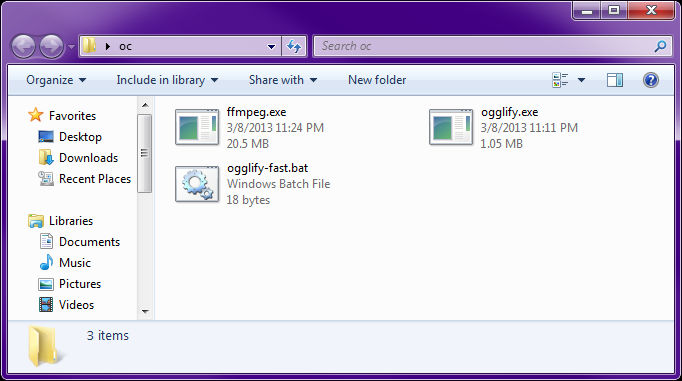 oc
Search oc
Organize Include in library Share with New folder
Favorites
Desktop
Downloads
Recent Places
Libraries
Documents
Music
Pictures
Videos
ffmpeg.exe
3/8/2013 11:24 PM
20.5 MB
ogglify.exe
3/8/2013 11:11 PM
1.05 MB
ogglify-fast.bat
Windows Batch File
18 bytes
3 items